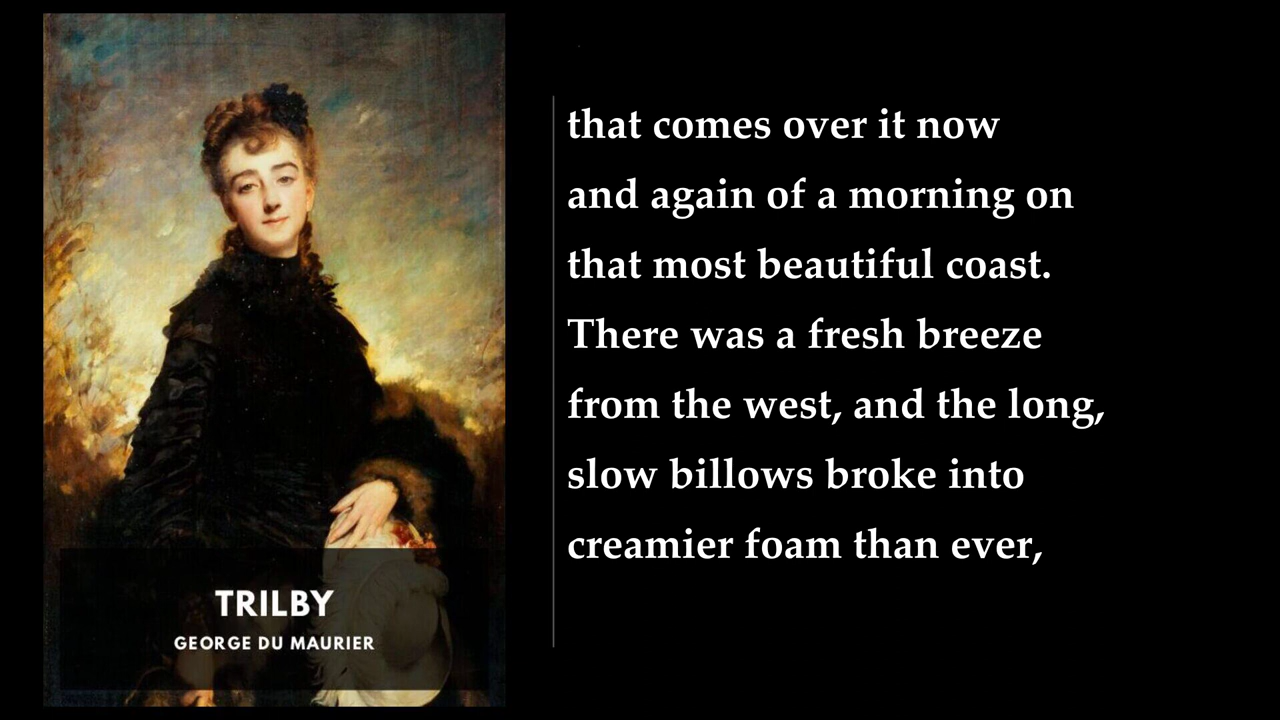 that comes over it now
and again of a morning on
that most beautiful coast.
There was a fresh breeze
from the west, and the long,
slow billows broke into
creamier foam than ever,
TRILBY
GEORGE DU MAURIER